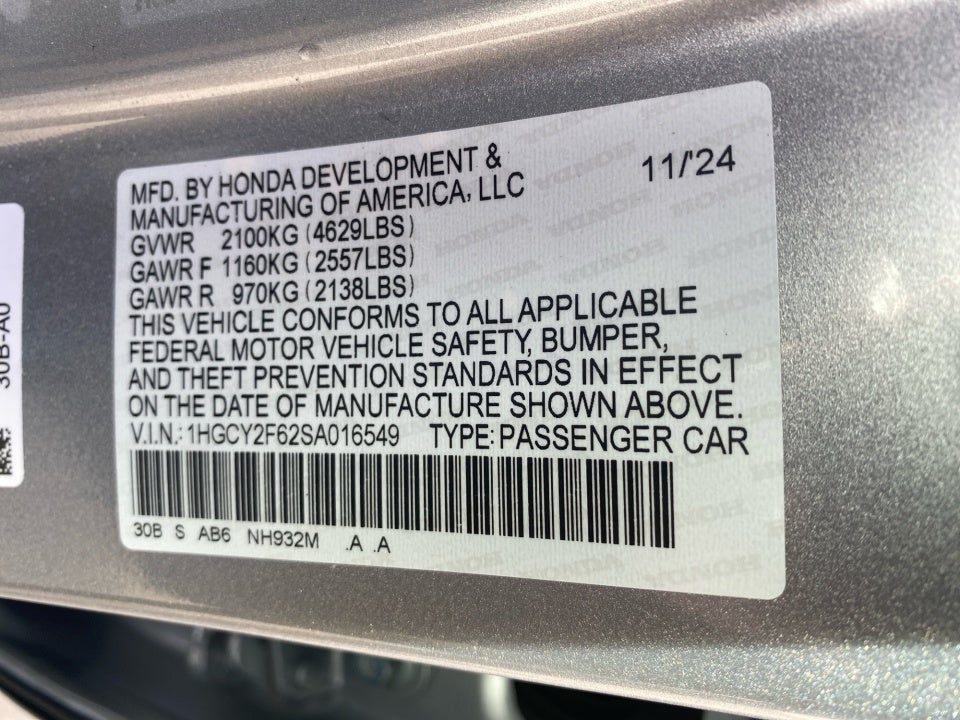 MFD. BY HONDA DEVELOPMENT & 11/'24
MANUFACTURING OF AMERICA, LLC
GVWR 2100KG (4629LBS)
GAWR F 1160KG (2557LBS)
GAWR R 970KG (2138LBS)
THIS VEHICLE CONFORMS TO ALL APPLICABLE
FEDERAL MOTOR VEHICLE SAFETY, BUMPER,
AND THEFT PREVENTION STANDARDS IN EFFECT
ON THE DATE OF MANUFACTURE SHOWN ABOVE.
V.I.N.: 1HGCY2F62SA016549 TYPE: PASSENGER CAR
30B S AB6 NH932M .A .A
30B-A0